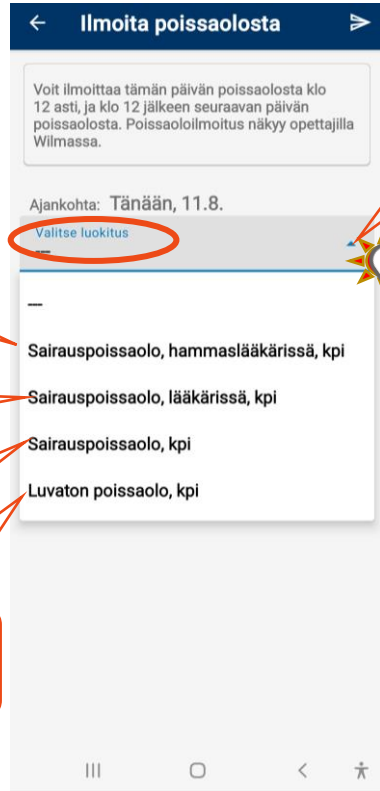 Ilmoita poissaolosta
Voit ilmoittaa tämän päivän poissaolosta klo
12 asti, ja klo 12 jälkeen seuraavan päivän
poissaolosta. Poissaoloilmoitus näkyy opettajilla
Wilmassa.
Ajankohta: Tänään, 11.8.
Valitse luokitus
---
---
Sairauspoissaolo, hammaslääkärissä, kpi
Sairauspoissaolo, lääkärissä, kpi
Sairauspoissaolo, kpi
Luvaton poissaolo, kpi